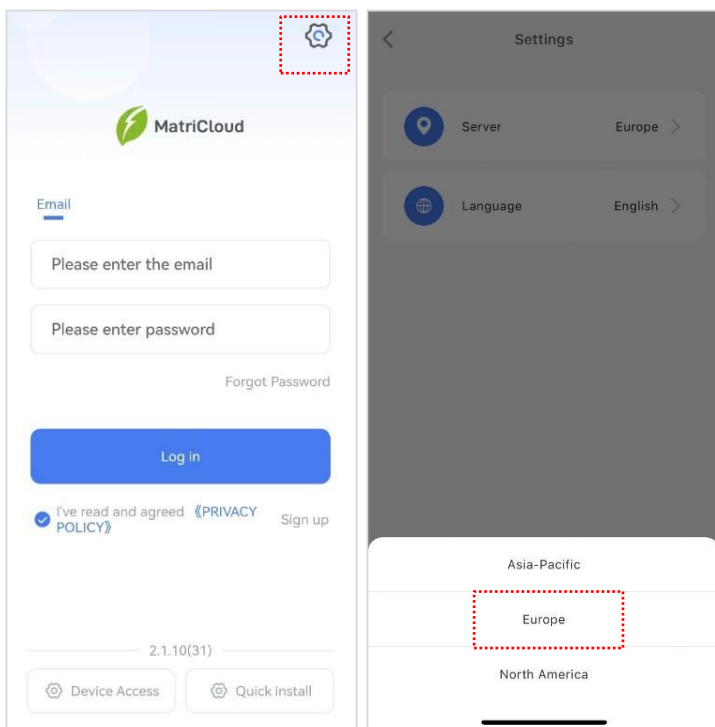 MatriCloud
Email
Please enter the email
Please enter password
Forgot Password
Log in
I've read and agreed 《PRIVACY
POLICY》
Sign up
2.1.10(31)
Device Access
Quick install
Settings
Server Europe
Language English
Asia-Pacific
Europe
North America